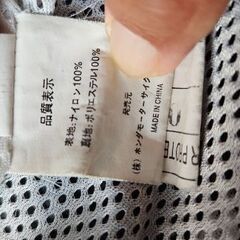 品質表示
表地:ナイロン100%
裏地:ポリエステル100%
発売元
(株)ホンダモーターサイク
MADE IN CHINA